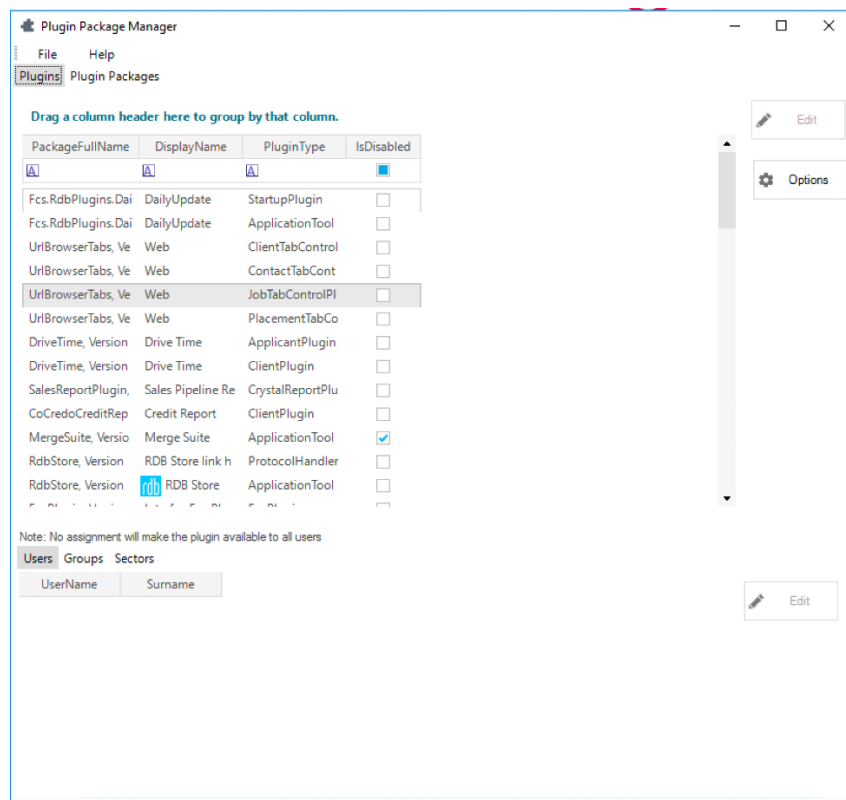 Plugin Package Manager
File Help
Plugins Plugin Packages
Drag a column header here to group by that column.
Edit
PackageFullName DisplayName PluginType IsDisabled
A A A
Options
Fcs.RdbPlugins.Dai DailyUpdate StartupPlugin
Fcs.RdbPlugins.Dai DailyUpdate ApplicationTool
UrlBrowserTabs, Ve Web ClientTabControl
UrlBrowserTabs, Ve Web ContactTabCont
UrlBrowserTabs, Ve Web JobTabControlPl
UrlBrowserTabs, Ve Web PlacementTabCo
DriveTime, Version Drive Time ApplicantPlugin
DriveTime, Version Drive Time ClientPlugin
SalesReportPlugin, Sales Pipeline Re CrystalReportPlu
CoCredoCreditRep Credit Report ClientPlugin
MergeSuite, Versio Merge Suite ApplicationTool
RdbStore, Version RDB Store link h ProtocolHandler
RdbStore, Version rdb RDB Store ApplicationTool
Note: No assignment will make the plugin available to all users
Users Groups Sectors
UserName Surname
Edit